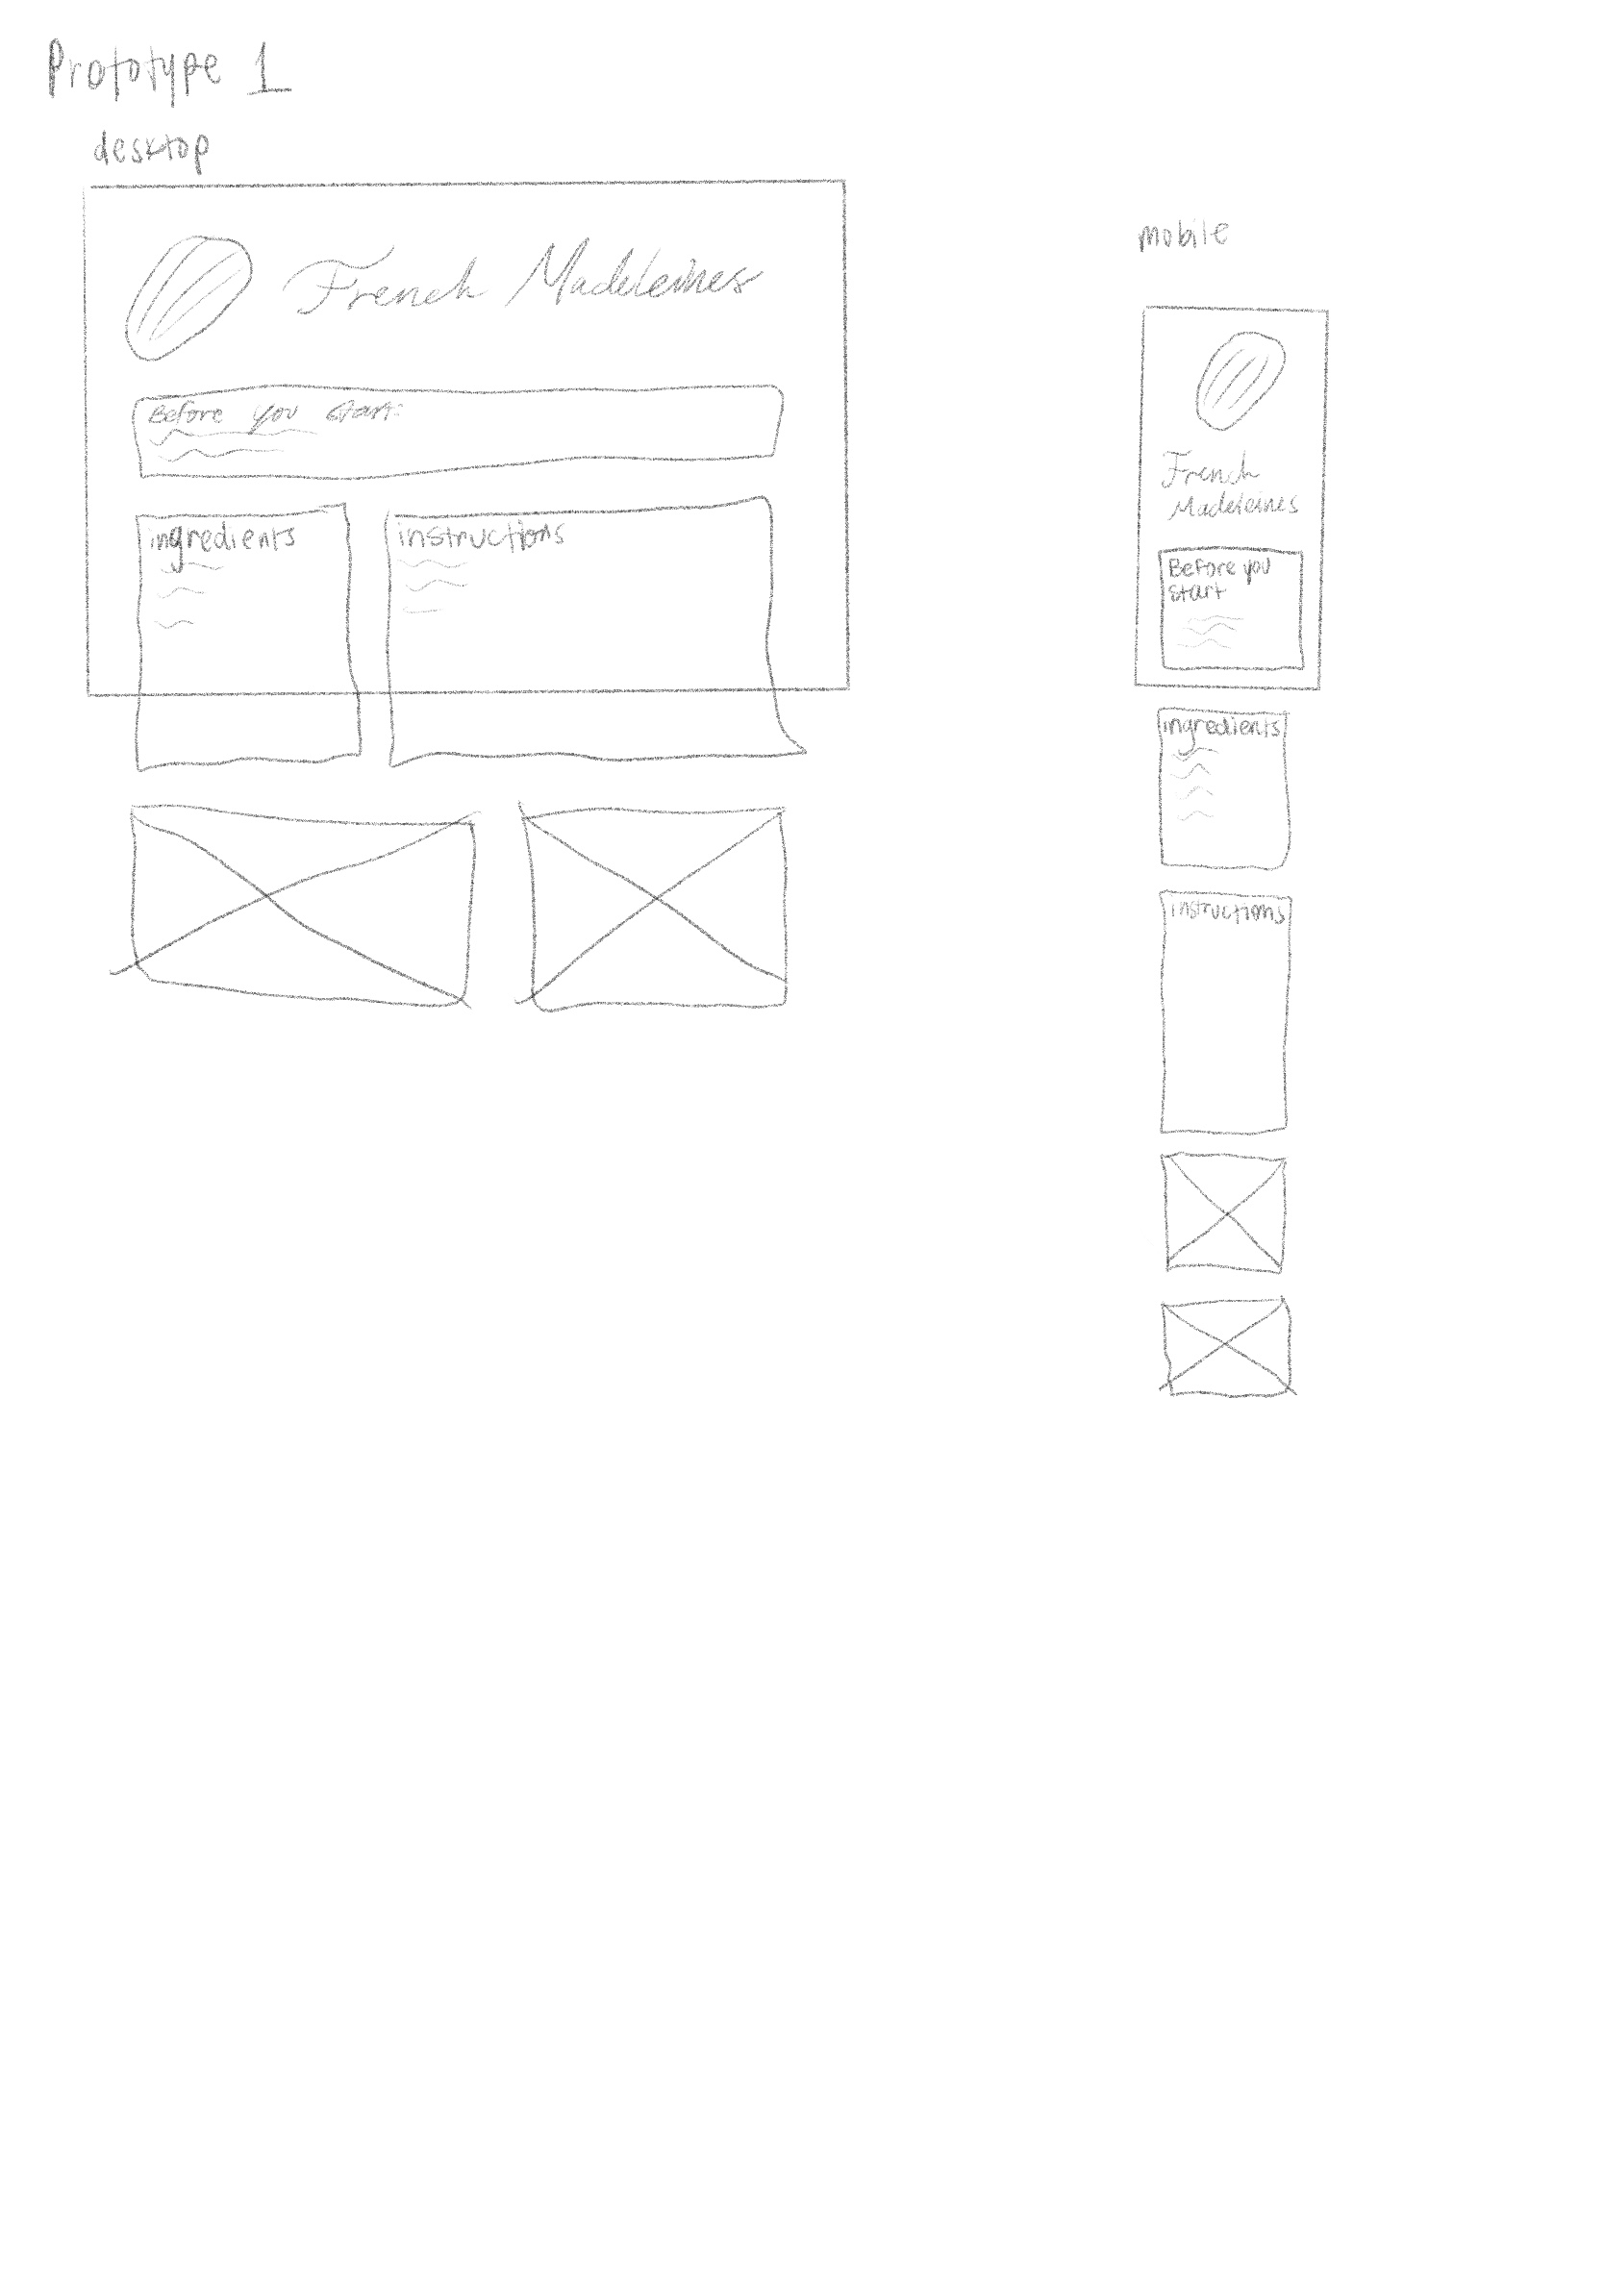 Prototype 1
desktop
French Madeleines
Before you start:
ingredients
instructions
mobile
French
Madeleines
Before you
start
ingredients
instructions